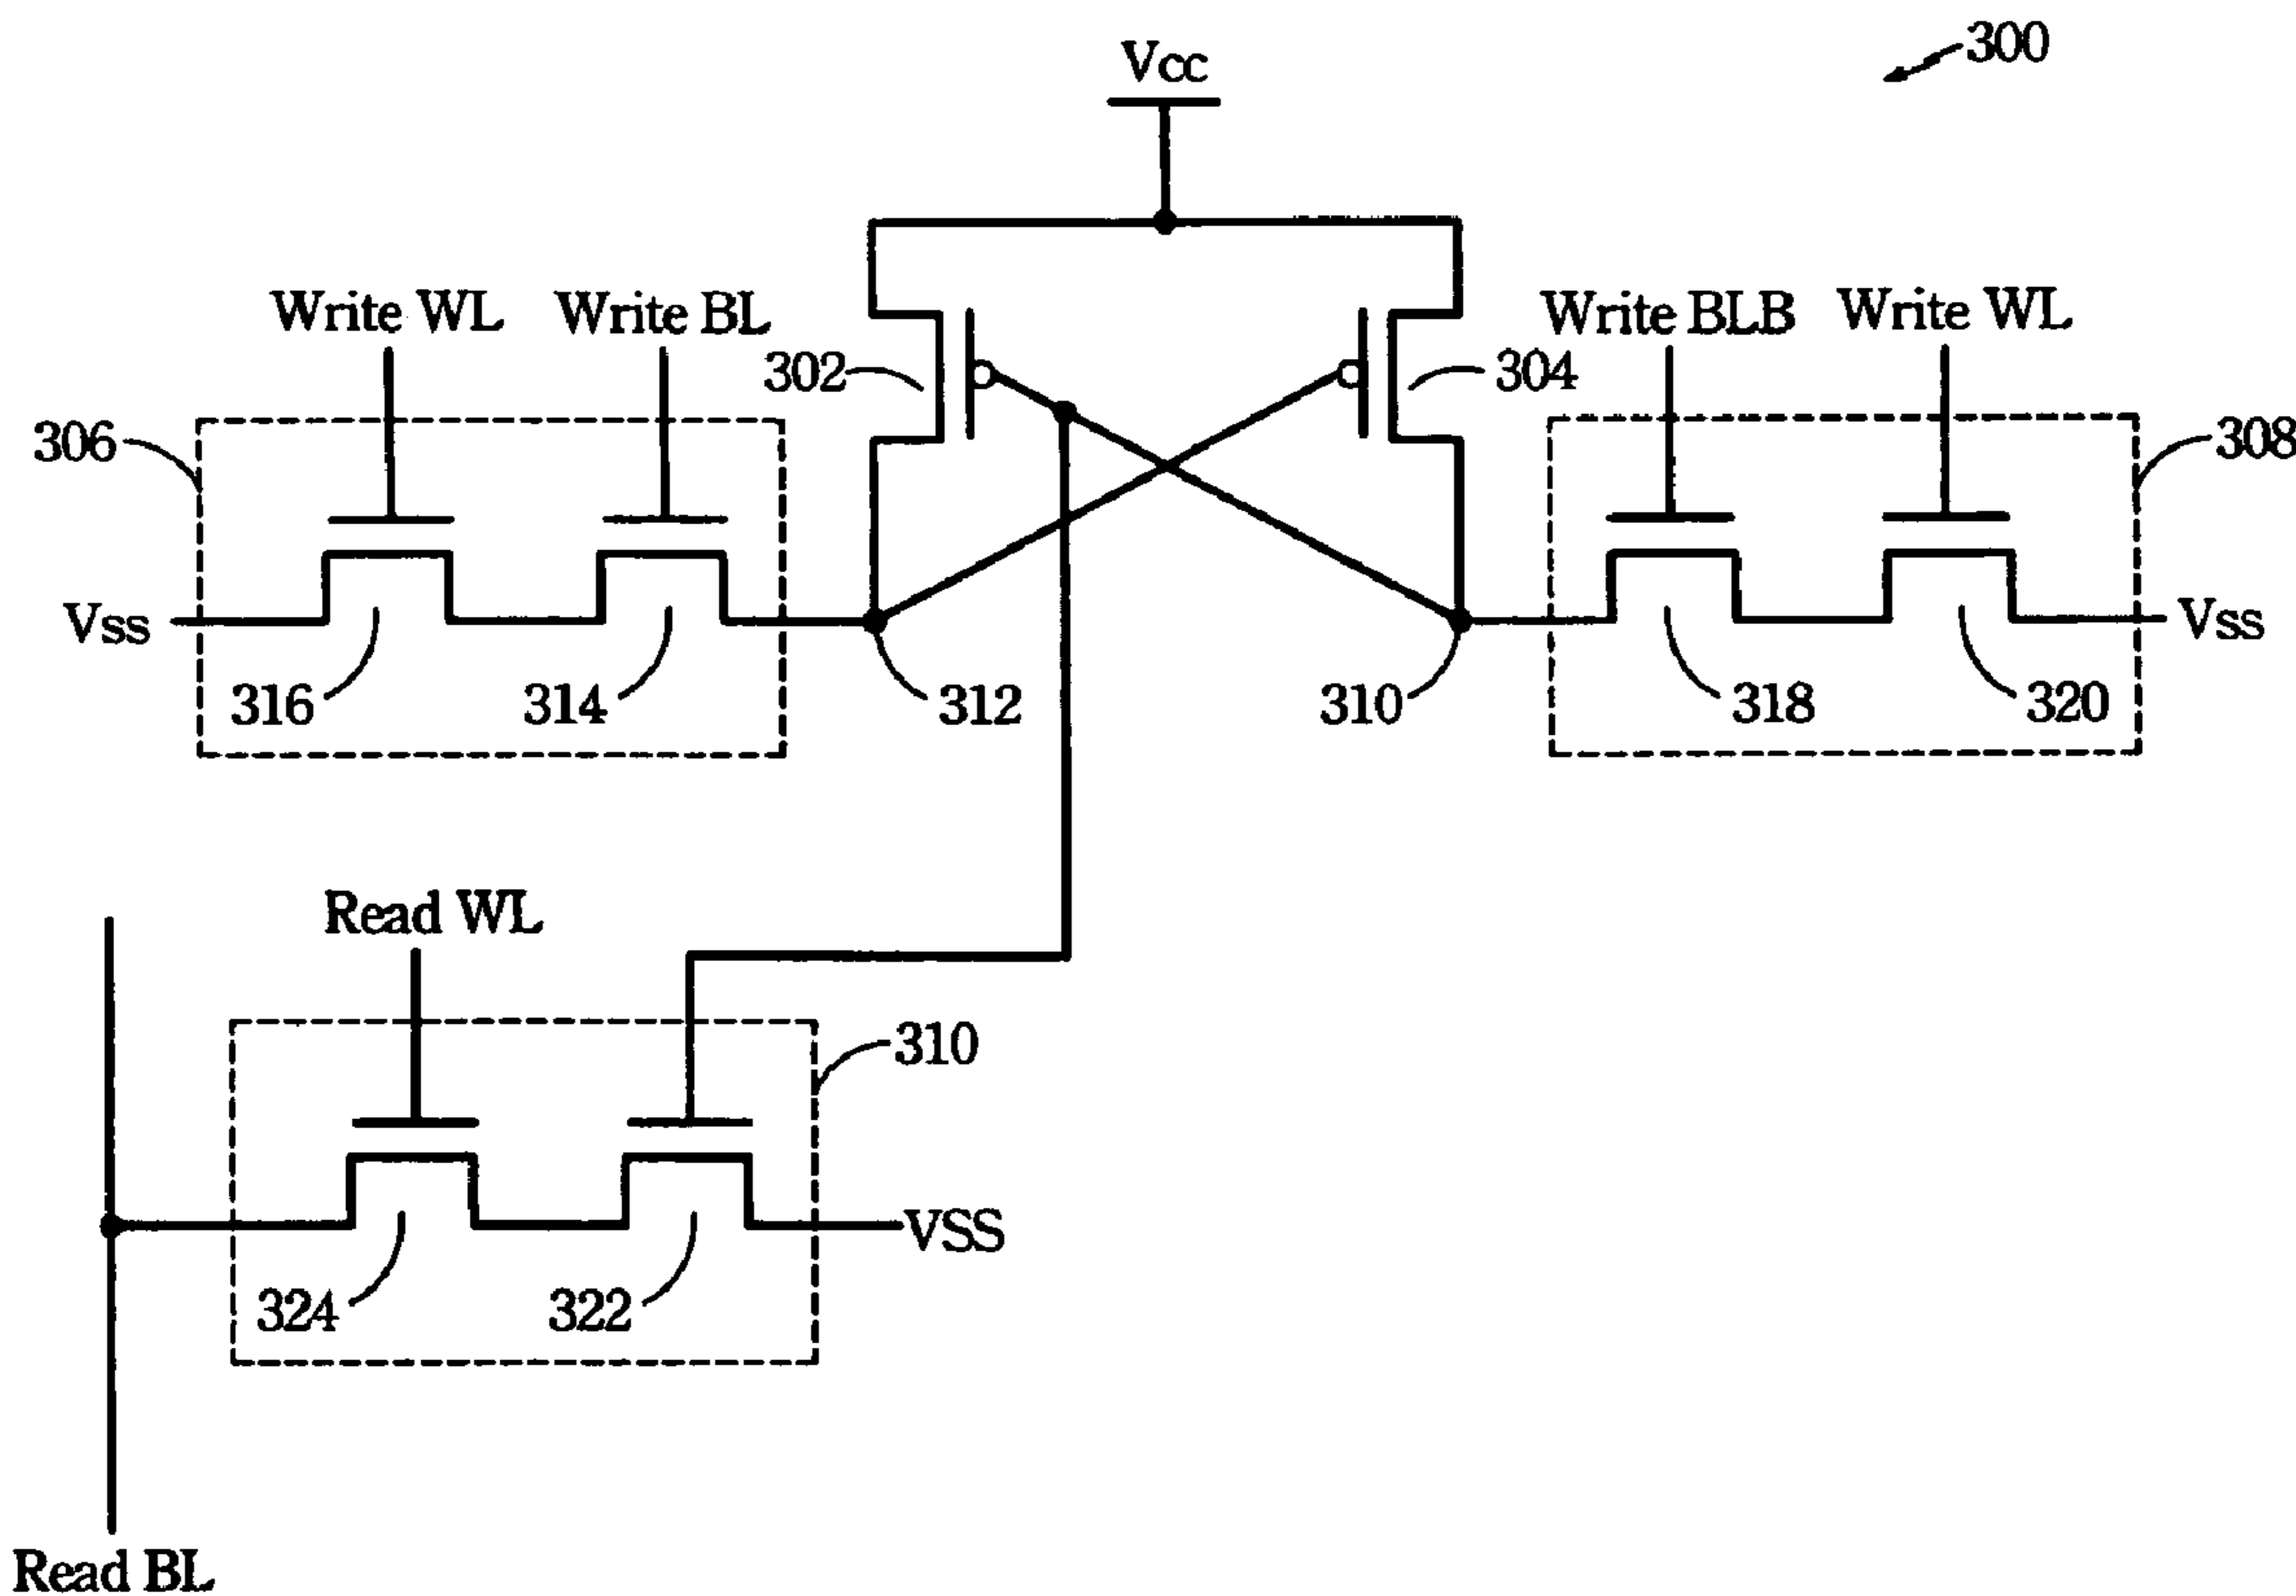 300
Vcc
Write WL
Write BL
Write BLB
Write WL
302
304
306
308
Vss
Vss
316
314
312
310
318
320
Read WL
310
VSS
324
322
Read BL